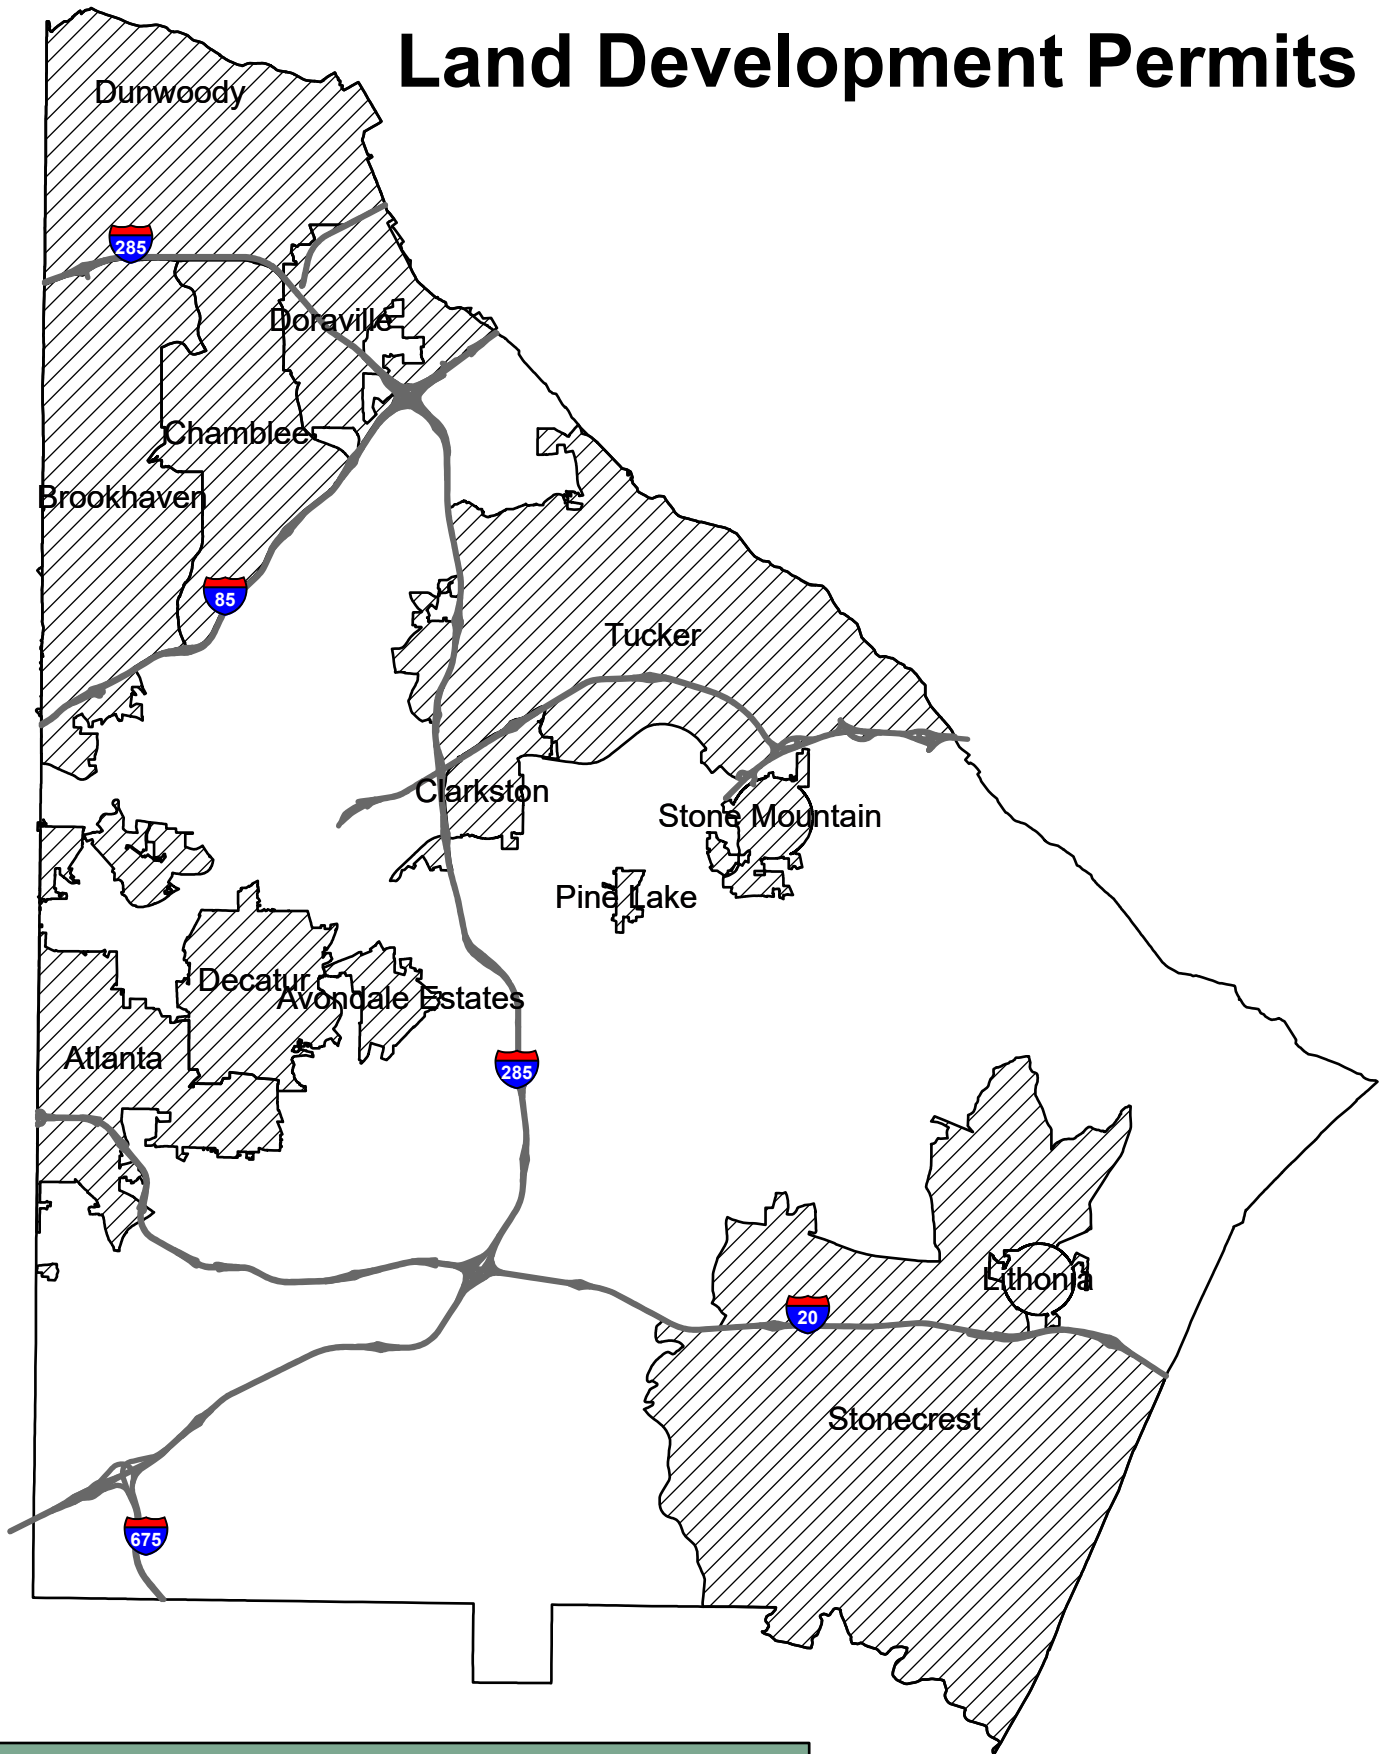 Land Development Permits
Dunwoody
285
Doraville
Chamblee
Brookhaven
85
Tucker
Clarkston
Stone Mountain
Pine Lake
Decatur
Avondale Estates
Atlanta
285
Lithonia
20
Stonecrest
675